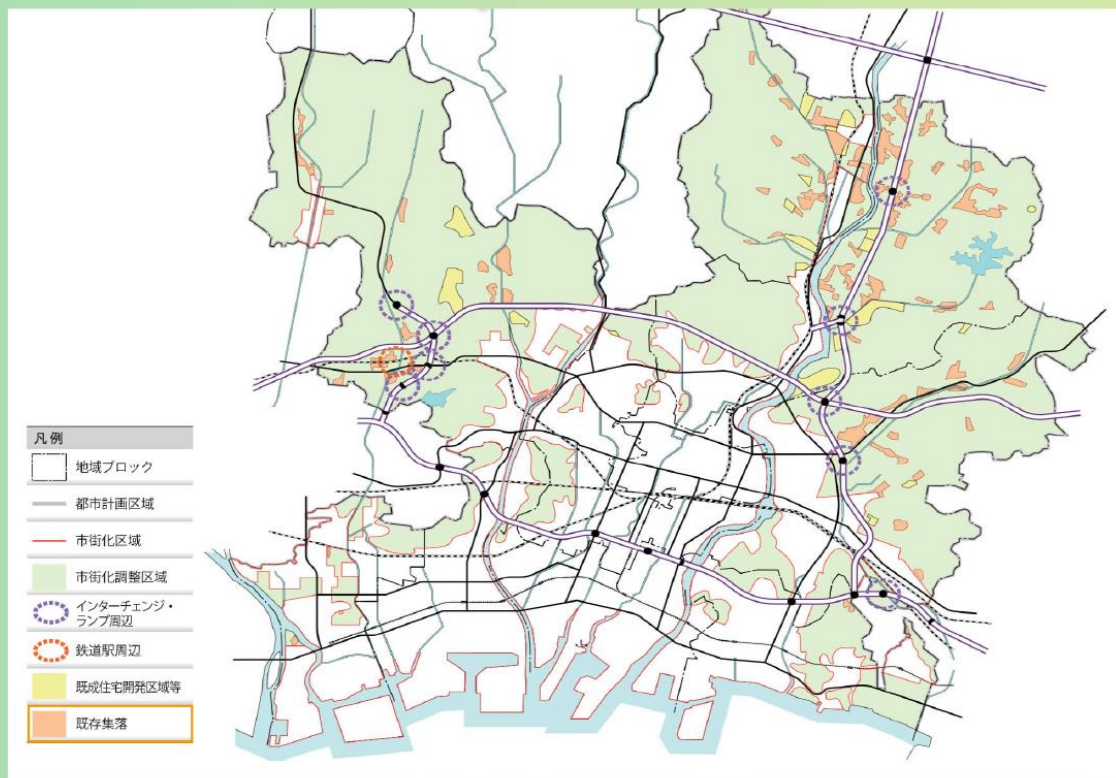 凡例
地域ブロック
都市計画区域
市街化区域
市街化調整区域
インターチェンジ・
ランプ周辺
鉄道駅周辺
既成住宅開発区域等
既存集落